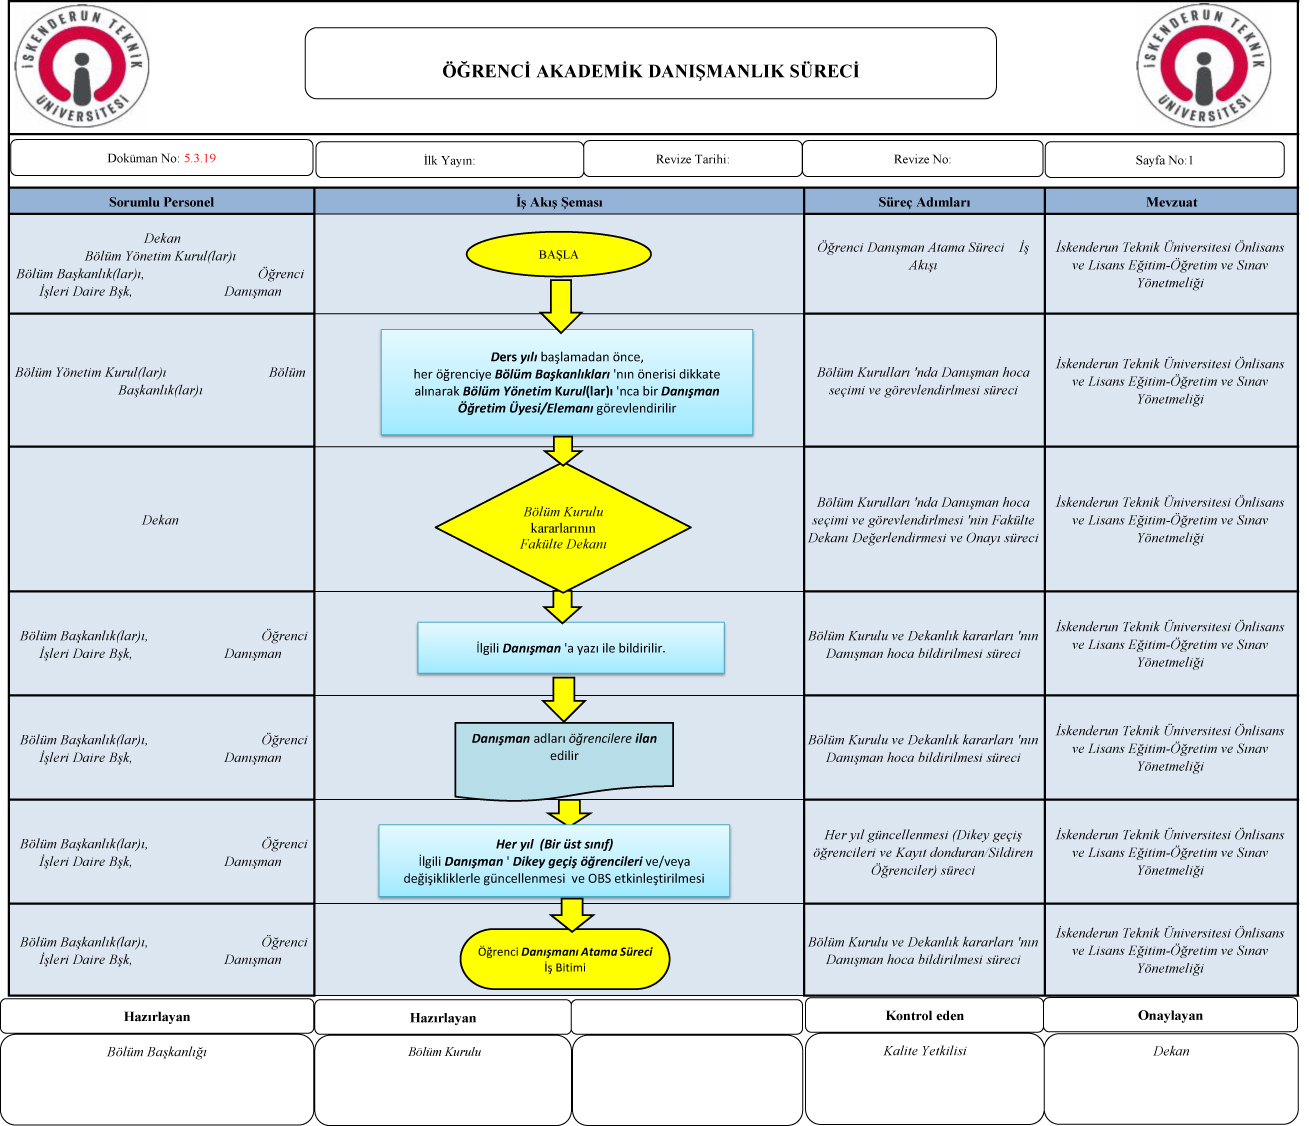 İSKENDERUN TEKNİK
ÜNİVERSİTESİ
ÖĞRENCİ AKADEMİK DANIŞMANLIK SÜRECİ
İSKENDERUN TEKNİK
ÜNİVERSİTESİ
Doküman No: 5.3.19
İlk Yayın:
Revize Tarihi:
Revize No:
Sayfa No:1
Sorumlu Personel
İş Akış Şeması
Süreç Adımları
Mevzuat
Dekan
Bölüm Yönetim Kurul(lar)ı
Bölüm Başkanlık(lar)ı, Öğrenci
İşleri Daire Bşk, Danışman
BAŞLA
Öğrenci Danışman Atama Süreci İş
Akışı
İskenderun Teknik Üniversitesi Önlisans
ve Lisans Eğitim-Öğretim ve Sınav
Yönetmeliği
Bölüm Yönetim Kurul(lar)ı Bölüm
Başkanlık(lar)ı
Ders yılı başlamadan önce,
her öğrenciye Bölüm Başkanlıkları 'nın önerisi dikkate
alınarak Bölüm Yönetim Kurul(lar)ı 'nca bir Danışman
Öğretim Üyesi/Elemanı görevlendirilir
Bölüm Kurulları 'nda Danışman hoca
seçimi ve görevlendirilmesi süreci
İskenderun Teknik Üniversitesi Önlisans
ve Lisans Eğitim-Öğretim ve Sınav
Yönetmeliği
Dekan
Bölüm Kurulu
kararlarının
Fakülte Dekanı
Bölüm Kurulları 'nda Danışman hoca
seçimi ve görevlendirlmesi 'nin Fakülte
Dekanı Değerlendirmesi ve Onayı süreci
İskenderun Teknik Üniversitesi Önlisans
ve Lisans Eğitim-Öğretim ve Sınav
Yönetmeliği
Bölüm Başkanlık(lar)ı, Öğrenci
İşleri Daire Bşk, Danışman
İlgili Danışman 'a yazı ile bildirilir.
Bölüm Kurulu ve Dekanlık kararları 'nın
Danışman hoca bildirilmesi süreci
İskenderun Teknik Üniversitesi Önlisans
ve Lisans Eğitim-Öğretim ve Sınav
Yönetmeliği
Bölüm Başkanlık(lar)ı, Öğrenci
İşleri Daire Bşk, Danışman
Danışman adları öğrencilere ilan
edilir
Bölüm Kurulu ve Dekanlık kararları 'nın
Danışman hoca bildirilmesi süreci
İskenderun Teknik Üniversitesi Önlisans
ve Lisans Eğitim-Öğretim ve Sınav
Yönetmeliği
Bölüm Başkanlık(lar)ı, Öğrenci
İşleri Daire Bşk, Danışman
Her yıl (Bir üst sınıf)
İlgili Danışman ' Dikey geçiş öğrencileri ve/veya
değişikliklerle güncellenmesi ve OBS etkinleştirilmesi
Her yıl güncellenmesi (Dikey geçiş
öğrencileri ve Kayıt donduran/Sildiren
Öğrenciler) süreci
İskenderun Teknik Üniversitesi Önlisans
ve Lisans Eğitim-Öğretim ve Sınav
Yönetmeliği
Bölüm Başkanlık(lar)ı, Öğrenci
İşleri Daire Bşk, Danışman
Öğrenci Danışmanı Atama Süreci
İş Bitimi
Bölüm Kurulu ve Dekanlık kararları 'nın
Danışman hoca bildirilmesi süreci
İskenderun Teknik Üniversitesi Önlisans
ve Lisans Eğitim-Öğretim ve Sınav
Yönetmeliği
Hazırlayan
Hazırlayan
Kontrol eden
Onaylayan
Bölüm Başkanlığı
Bölüm Kurulu
Kalite Yetkilisi
Dekan